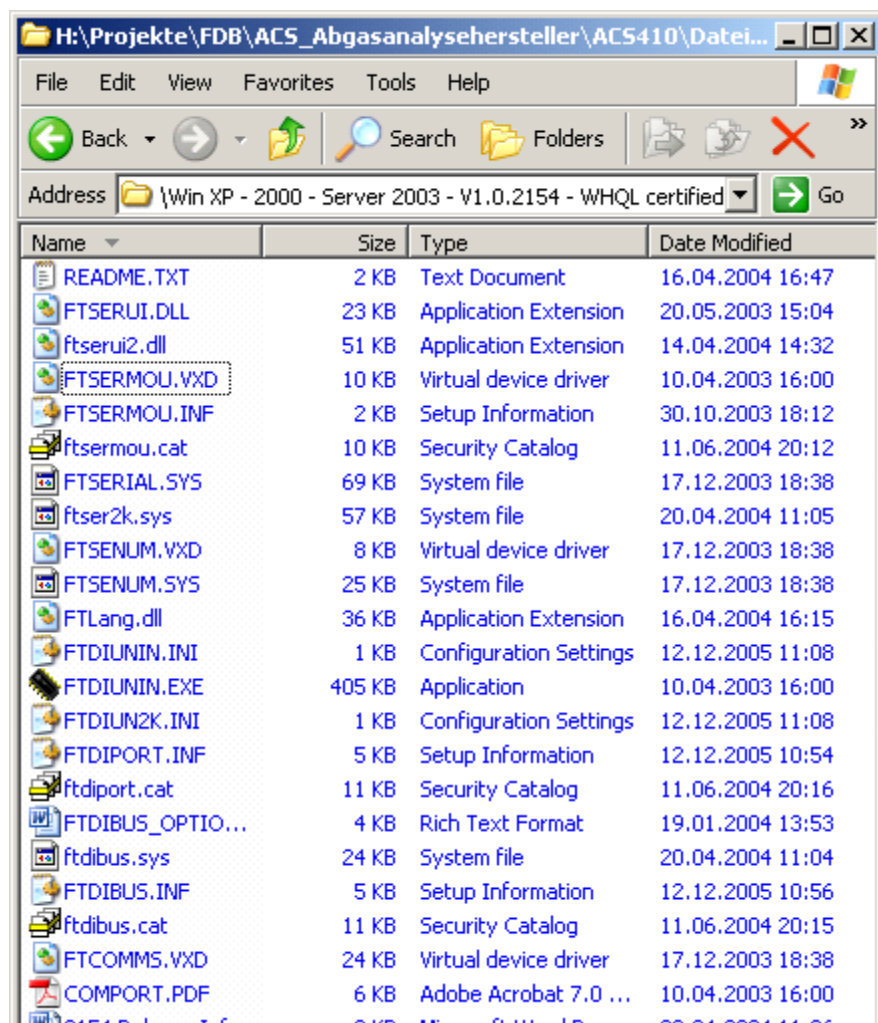 H:\Projekte\FDB\ACS_Abgasanalysehersteller\ACS410\Datei...
File Edit View Favorites Tools Help
Back Search Folders »
Address \Win XP - 2000 - Server 2003 - V1.0.2154 - WHQL certified Go
Name Size Type Date Modified
README.TXT 2 KB Text Document 16.04.2004 16:47
FTSERUI.DLL 23 KB Application Extension 20.05.2003 15:04
ftserui2.dll 51 KB Application Extension 14.04.2004 14:32
FTSERMOU.VXD 10 KB Virtual device driver 10.04.2003 16:00
FTSERMOU.INF 2 KB Setup Information 30.10.2003 18:12
ftsermou.cat 10 KB Security Catalog 11.06.2004 20:12
FTSERIAL.SYS 69 KB System file 17.12.2003 18:38
ftser2k.sys 57 KB System file 20.04.2004 11:05
FTSENUM.VXD 8 KB Virtual device driver 17.12.2003 18:38
FTSENUM.SYS 25 KB System file 17.12.2003 18:38
FTLang.dll 36 KB Application Extension 16.04.2004 16:15
FTDIUNIN.INI 1 KB Configuration Settings 12.12.2005 11:08
FTDIUNIN.EXE 405 KB Application 10.04.2003 16:00
FTDIUN2K.INI 1 KB Configuration Settings 12.12.2005 11:08
FTDIPORT.INF 5 KB Setup Information 12.12.2005 10:54
ftdiport.cat 11 KB Security Catalog 11.06.2004 20:16
FTDIBUS_OPTIO... 4 KB Rich Text Format 19.01.2004 13:53
ftdibus.sys 24 KB System file 20.04.2004 11:04
FTDIBUS.INF 5 KB Setup Information 12.12.2005 10:56
ftdibus.cat 11 KB Security Catalog 11.06.2004 20:15
FTCOMMS.VXD 24 KB Virtual device driver 17.12.2003 18:38
COMPORT.PDF 6 KB Adobe Acrobat 7.0 ... 10.04.2003 16:00